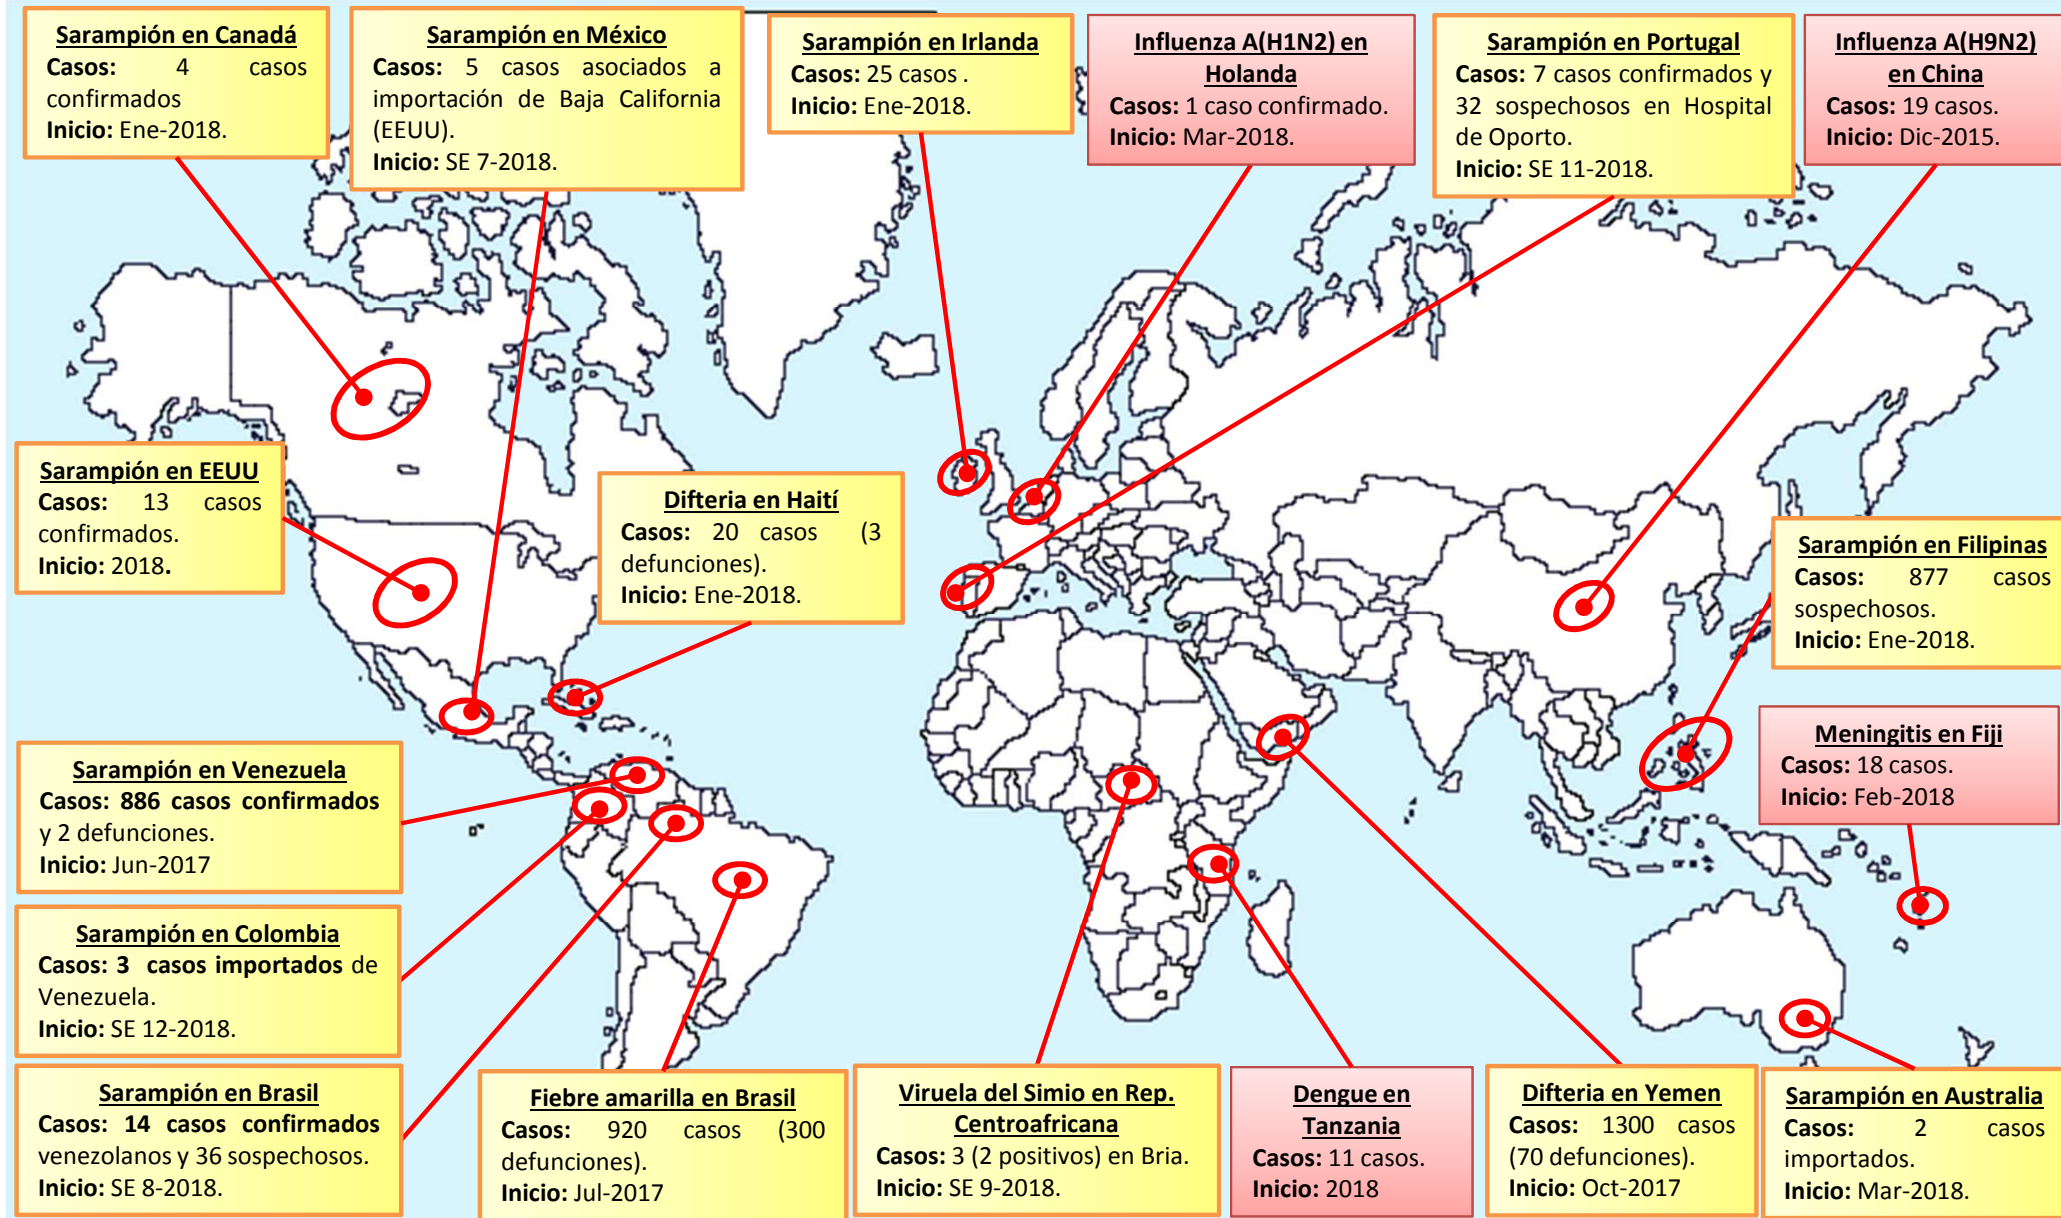 Sarampión en Canadá
Casos: 4 casos
confirmados
Inicio: Ene-2018.
Sarampión en México
Casos: 5 casos asociados a
importación de Baja California
(EEUU).
Inicio: SE 7-2018.
Sarampión en Irlanda
Casos: 25 casos .
Inicio: Ene-2018.
Influenza A(H1N2) en
Holanda
Casos: 1 caso confirmado.
Inicio: Mar-2018.
Sarampión en Portugal
Casos: 7 casos confirmados y
32 sospechosos en Hospital
de Oporto.
Inicio: SE 11-2018.
Influenza A(H9N2)
en China
Casos: 19 casos.
Inicio: Dic-2015.
Sarampión en EEUU
Casos: 13 casos
confirmados.
Inicio: 2018.
Difteria en Haití
Casos: 20 casos (3
defunciones).
Inicio: Ene-2018.
Sarampión en Filipinas
Casos: 877 casos
sospechosos.
Inicio: Ene-2018.
Meningitis en Fiji
Casos: 18 casos.
Inicio: Feb-2018
Sarampión en Venezuela
Casos: 886 casos confirmados
y 2 defunciones.
Inicio: Jun-2017
Sarampión en Colombia
Casos: 3 casos importados de
Venezuela.
Inicio: SE 12-2018.
Sarampión en Brasil
Casos: 14 casos confirmados
venezolanos y 36 sospechosos.
Inicio: SE 8-2018.
Fiebre amarilla en Brasil
Casos: 920 casos (300
defunciones).
Inicio: Jul-2017
Viruela del Simio en Rep.
Centroafricana
Casos: 3 (2 positivos) en Bria.
Inicio: SE 9-2018.
Dengue en
Tanzania
Casos: 11 casos.
Inicio: 2018
Difteria en Yemen
Casos: 1300 casos
(70 defunciones).
Inicio: Oct-2017
Sarampión en Australia
Casos: 2 casos
importados.
Inicio: Mar-2018.